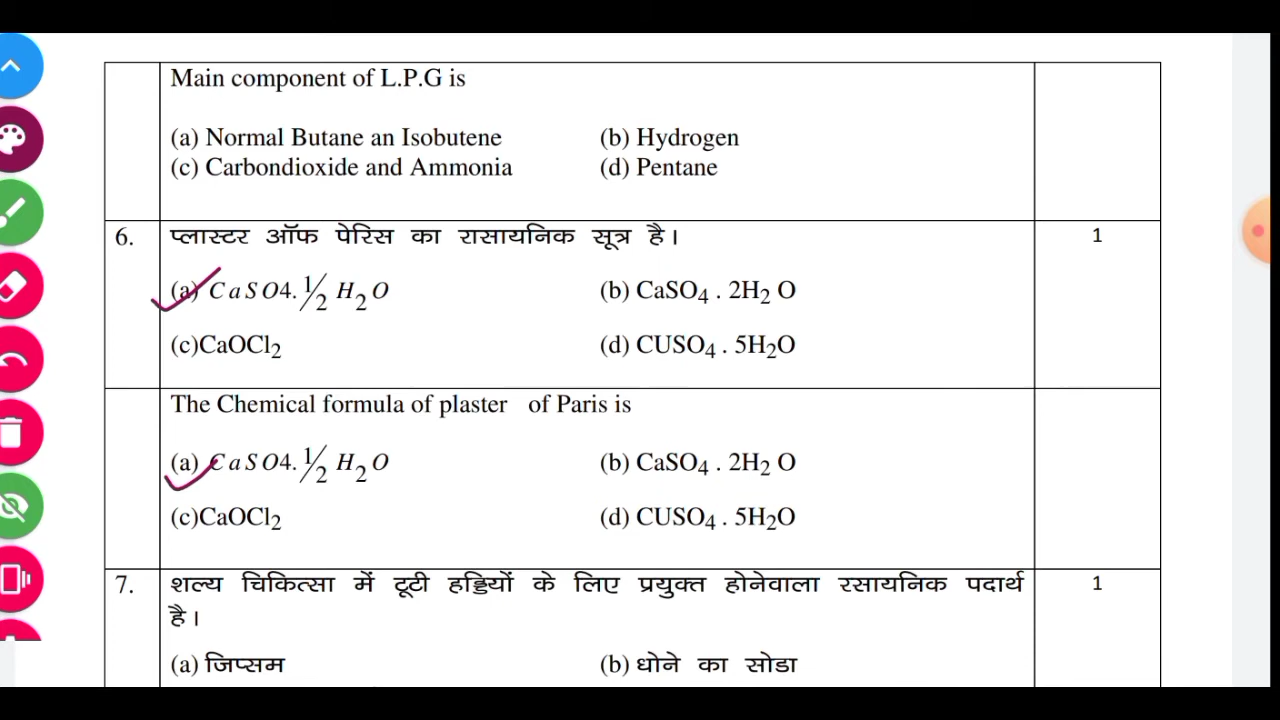 Main component of L.P.G is
(a) Normal Butane an Isobutene (b) Hydrogen
(c) Carbondioxide and Ammonia (d) Pentane
6. प्लास्टर ऑफ पेरिस का रासायनिक सूत्र है। 1
(a) CaSO4. 1/2 H2O (b) CaSO4 . 2H2 O
(c)CaOCl2 (d) CUSO4 . 5H2O
The Chemical formula of plaster of Paris is
(a) CaSO4. 1/2 H2O (b) CaSO4 . 2H2 O
(c)CaOCl2 (d) CUSO4 . 5H2O
7. शल्य चिकित्सा में टूटी हड्डियों के लिए प्रयुक्त होनेवाला रसायनिक पदार्थ 1
है।
(a) जिप्सम (b) धोने का सोडा